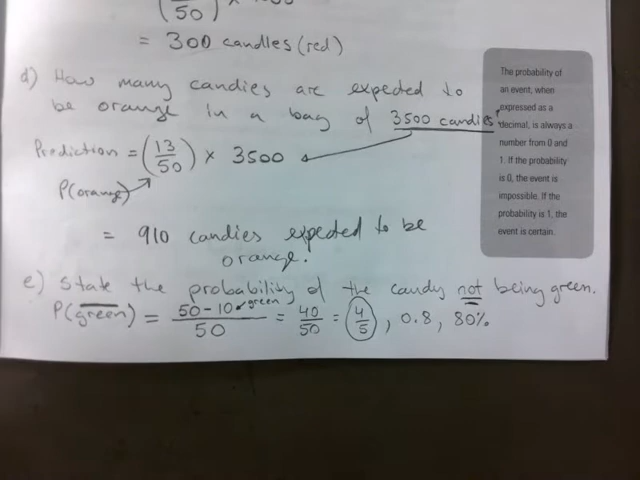 50
= 300 candles (red)
d) How many candies are expected to
be orange in a bag of 3500 candies
Prediction = (13/50) × 3500
P(orange)
= 910 candies expected to be
orange.
e) State the probability of the candy not being green.
P(green) = 50-10 green / 50 = 40/50 = 4/5, 0.8, 80%
The probability of
an event, when
expressed as a
decimal, is always a
number from 0 and
1. If the probability
is 0, the event is
impossible. If the
probability is 1, the
event is certain.